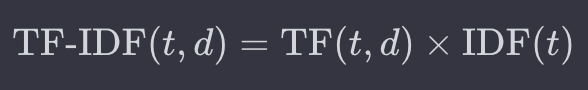 TF-IDF(t, d) = TF(t, d) × IDF(t)